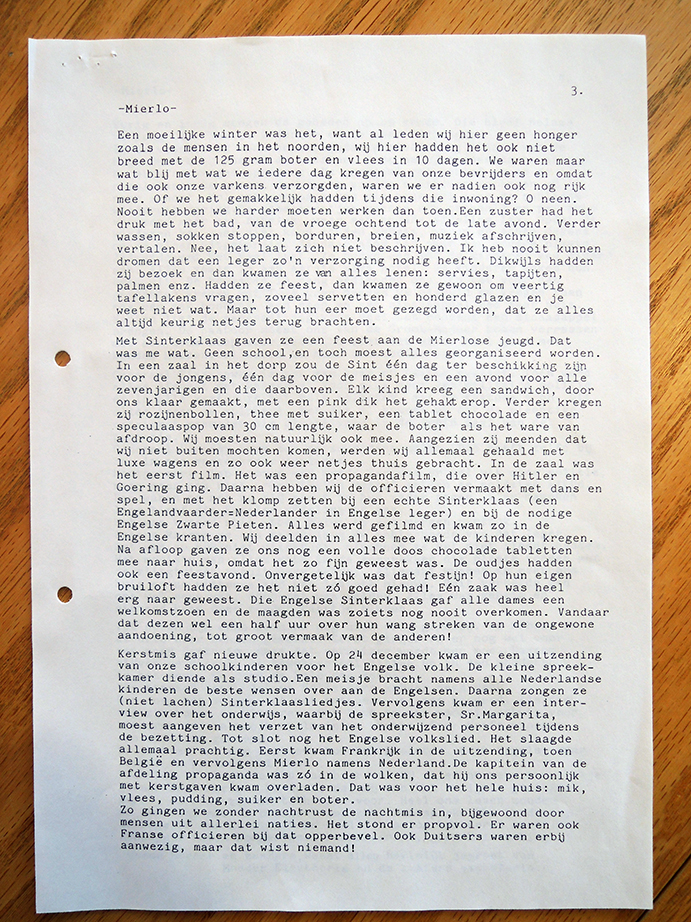 3.
-Mierlo-
Een moeilijke winter was het, want al leden wij hier geen honger
zoals de mensen in het noorden, wij hier hadden het ook niet
breed met de 125 gram boter en vlees in 10 dagen. We waren maar
wat blij met wat we iedere dag kregen van onze bevrijders en omdat
die ook onze varkens verzorgden, waren we er nadien ook nog rijk
mee. Of we het gemakkelijk hadden tijdens die inwoning? O neen.
Nooit hebben we harder moeten werken dan toen.Een zuster had het
druk met het bad, van de vroege ochtend tot de late avond. Verder
wassen, sokken stoppen, borduren, breien, muziek afschrijven,
vertalen. Nee, het laat zich niet beschrijven. Ik heb nooit kunnen
dromen dat een leger zo'n verzorging nodig heeft. Dikwijls hadden
zij bezoek en dan kwamen ze van alles lenen: servies, tapijten,
palmen enz. Hadden ze feest, dan kwamen ze gewoon om veertig
tafellakens vragen, zoveel servetten en honderd glazen en je
weet niet wat. Maar tot hun eer moet gezegd worden, dat ze alles
altijd keurig netjes terug brachten.
Met Sinterklaas gaven ze een feest aan de Mierlose jeugd. Dat
was me wat. Geen school,en toch moest alles georganiseerd worden.
In een zaal in het dorp zou de Sint één dag ter beschikking zijn
voor de jongens, één dag voor de meisjes en een avond voor alle
zevenjarigen en die daarboven. Elk kind kreeg een sandwich, door
ons klaar gemaakt, met een pink dik het gehakt erop. Verder kregen
zij rozijnenbollen, thee met suiker, een tablet chocolade en een
speculaaspop van 30 cm lengte, waar de boter als het ware van
afdroop. Wij moesten natuurlijk ook mee. Aangezien zij meenden dat
wij niet buiten mochten komen, werden wij allemaal gehaald met
luxe wagens en zo ook weer netjes thuis gebracht. In de zaal was
het eerst film. Het was een propagandafilm, die over Hitler en
Goering ging. Daarna hebben wij de officieren vermaakt met dans en
spel, en met het klomp zetten bij een echte Sinterklaas (een
Engelandvaarder=Nederlander in Engelse leger) en bij de nodige
Engelse Zwarte Pieten. Alles werd gefilmd en kwam zo in de
Engelse kranten. Wij deelden in alles mee wat de kinderen kregen.
Na afloop gaven ze ons nog een volle doos chocolade tabletten
mee naar huis, omdat het zo fijn geweest was. De oudjes hadden
ook een feestavond. Onvergetelijk was dat festijn! Op hun eigen
bruiloft hadden ze het niet zó goed gehad! Eén zaak was heel
erg naar geweest. Die Engelse Sinterklaas gaf alle dames een
welkomstzoen en de maagden was zoiets nog nooit overkomen. Vandaar
dat dezen wel een half uur over hun wang streken van de ongewone
aandoening, tot groot vermaak van de anderen!
Kerstmis gaf nieuwe drukte. Op 24 december kwam er een uitzending
van onze schoolkinderen voor het Engelse volk. De kleine spreek-
kamer diende als studio.Een meisje bracht namens alle Nederlandse
kinderen de beste wensen over aan de Engelsen. Daarna zongen ze
(niet lachen) Sinterklaasliedjes. Vervolgens kwam er een inter-
view over het onderwijs, waarbij de spreekster, Sr.Margarita,
moest aangeven het verzet van het onderwijzend personeel tijdens
de bezetting. Tot slot nog het Engelse volkslied. Het slaagde
allemaal prachtig. Eerst kwam Frankrijk in de uitzending, toen
België en vervolgens Mierlo namens Nederland.De kapitein van de
afdeling propaganda was zó in de wolken, dat hij ons persoonlijk
met kerstgaven kwam overladen. Dat was voor het hele huis: mik,
vlees, pudding, suiker en boter.
Zo gingen we zonder nachtrust de nachtmis in, bijgewoond door
mensen uit allerlei naties. Het stond er propvol. Er waren ook
Franse officieren bij dat opperbevel. Ook Duitsers waren erbij
aanwezig, maar dat wist niemand!